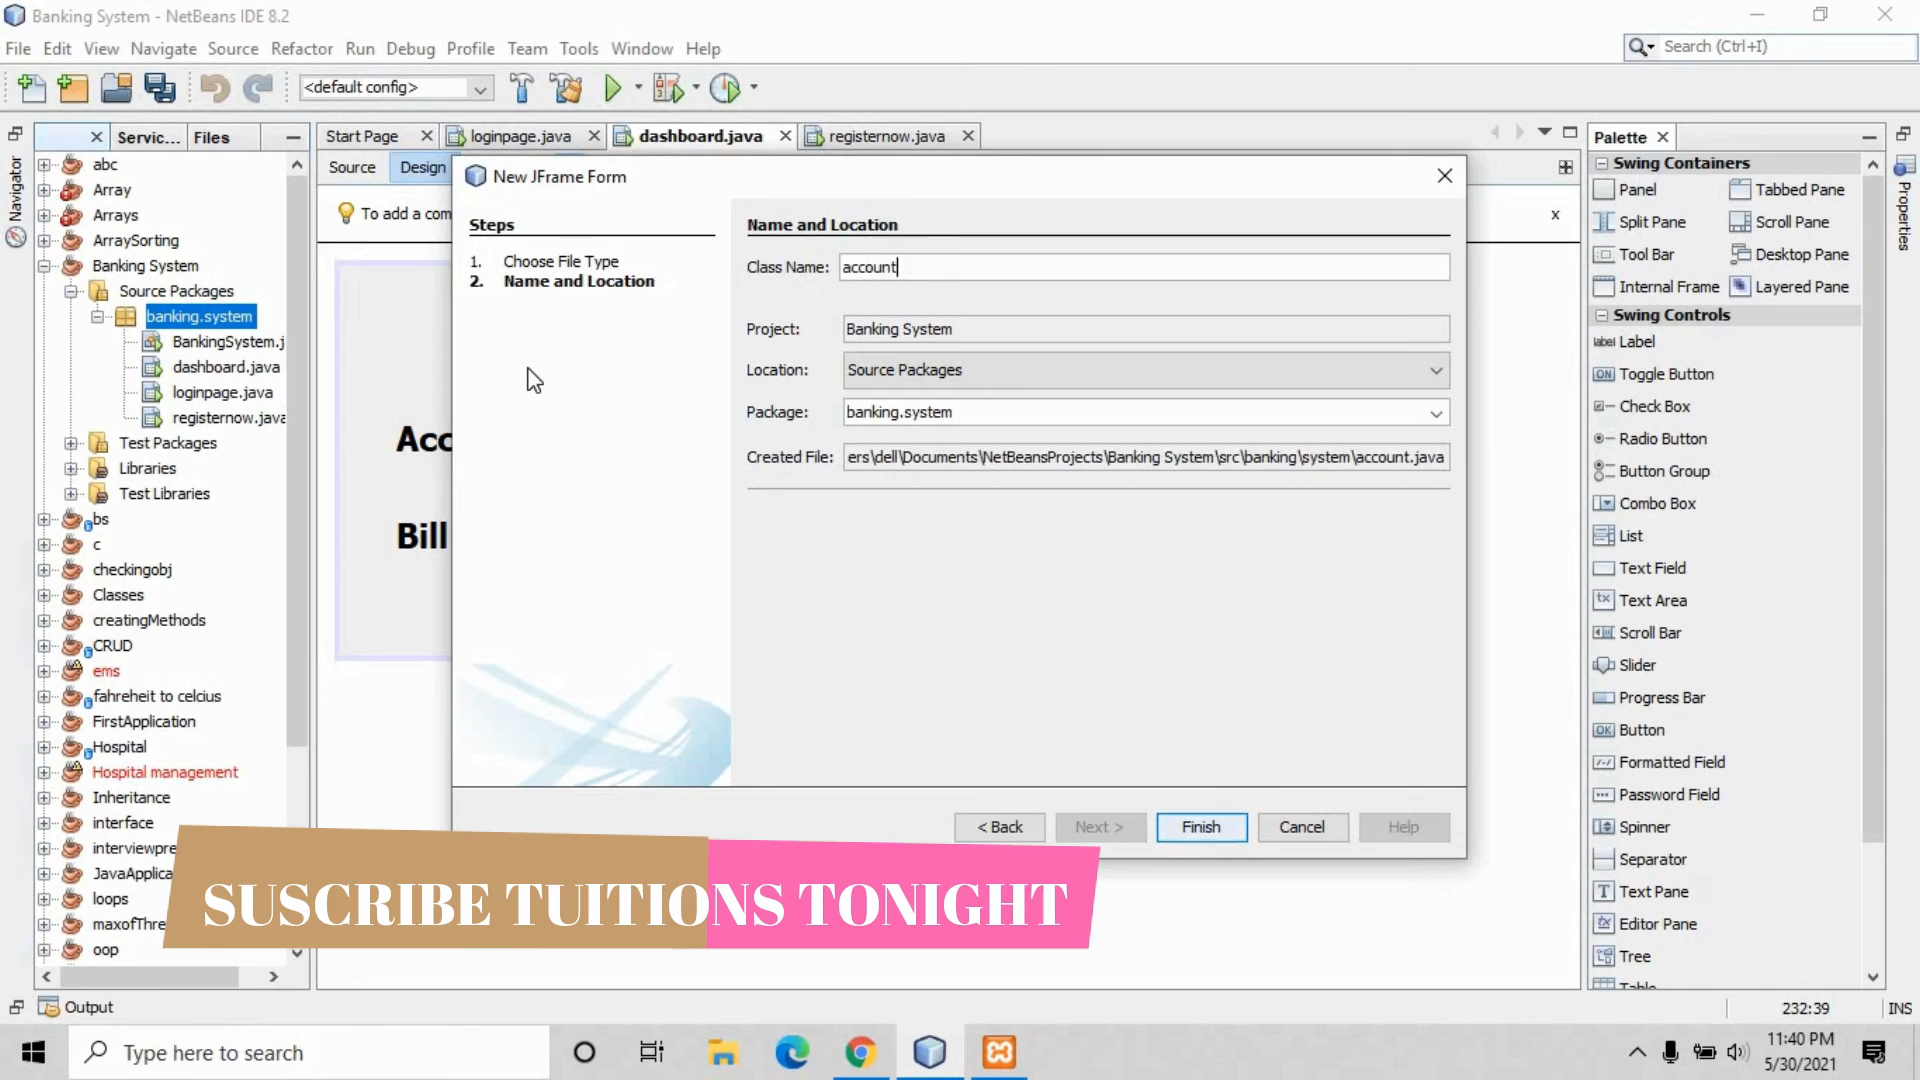 Banking System - NetBeans IDE 8.2
File Edit View Navigate Source Refactor Run Debug Profile Team Tools Window Help
Search (Ctrl+I)
<default config>
Servic... Files
Start Page loginpage.java dashboard.java registernow.java
Palette
Navigator
Properties
Source Design
To add a com
x
abc
Array
Arrays
ArraySorting
Banking System
Source Packages
banking.system
BankingSystem.j
dashboard.java
loginpage.java
registernow.java
Test Packages
Libraries
Test Libraries
bs
c
checkingobj
Classes
creatingMethods
CRUD
ems
fahreheit to celcius
FirstApplication
Hospital
Hospital management
Inheritance
interface
interviewpre
JavaApplica
loops
maxofThre
oop
Acc
Bill
New JFrame Form
Steps
1. Choose File Type
2. Name and Location
Name and Location
Class Name: account
Project: Banking System
Location: Source Packages
Package: banking.system
Created File: ers\dell\Documents\NetBeansProjects\Banking System\src\banking\system\account.java
< Back Next > Finish Cancel Help
Swing Containers
Panel Tabbed Pane
Split Pane Scroll Pane
Tool Bar Desktop Pane
Internal Frame Layered Pane
Swing Controls
label Label
ON Toggle Button
Check Box
Radio Button
Button Group
Combo Box
List
Text Field
Text Area
Scroll Bar
Slider
Progress Bar
OK Button
Formatted Field
Password Field
Spinner
Separator
T Text Pane
Editor Pane
Tree
Table
SUSCRIBE TUITIONS TONIGHT
Output
232:39 INS
Type here to search
11:40 PM
5/30/2021